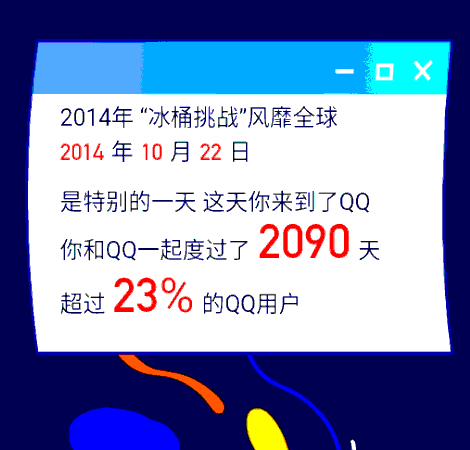 2014年 “冰桶挑战”风靡全球
2014 年 10 月 22 日
是特别的一天 这天你来到了QQ
你和QQ一起度过了 2090 天
超过 23% 的QQ用户